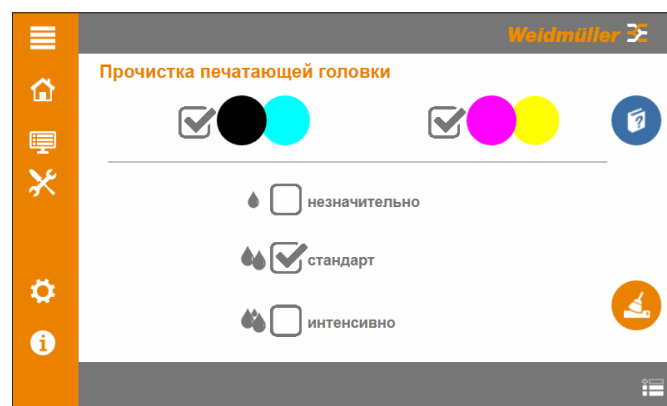 Weidmüller
Прочистка печатающей головки
незначительно
стандарт
интенсивно